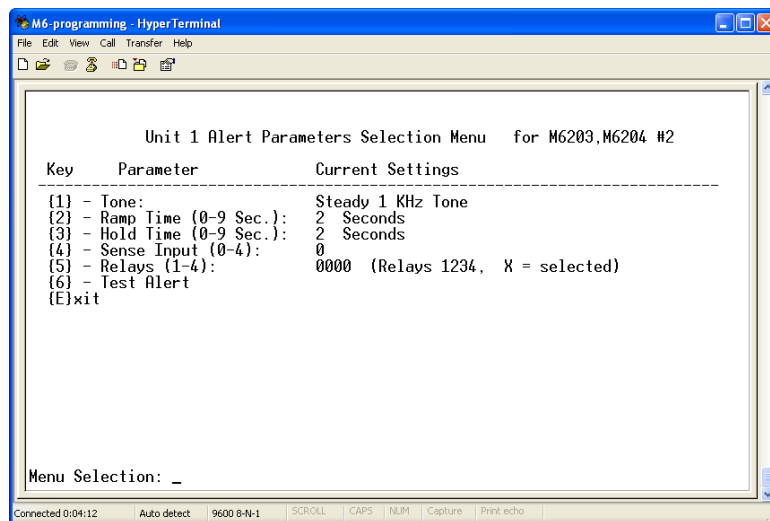 M6-programming - HyperTerminal
File Edit View Call Transfer Help
Unit 1 Alert Parameters Selection Menu for M6203,M6204 #2
Key Parameter Current Settings
{1} - Tone: Steady 1 KHz Tone
{2} - Ramp Time (0-9 Sec.): 2 Seconds
{3} - Hold Time (0-9 Sec.): 2 Seconds
{4} - Sense Input (0-4): 0
{5} - Relays (1-4): 0000 (Relays 1234, X = selected)
{6} - Test Alert
{E}xit
Menu Selection: _
Connected 0:04:12 Auto detect 9600 8-N-1 SCROLL CAPS NUM Capture Print echo